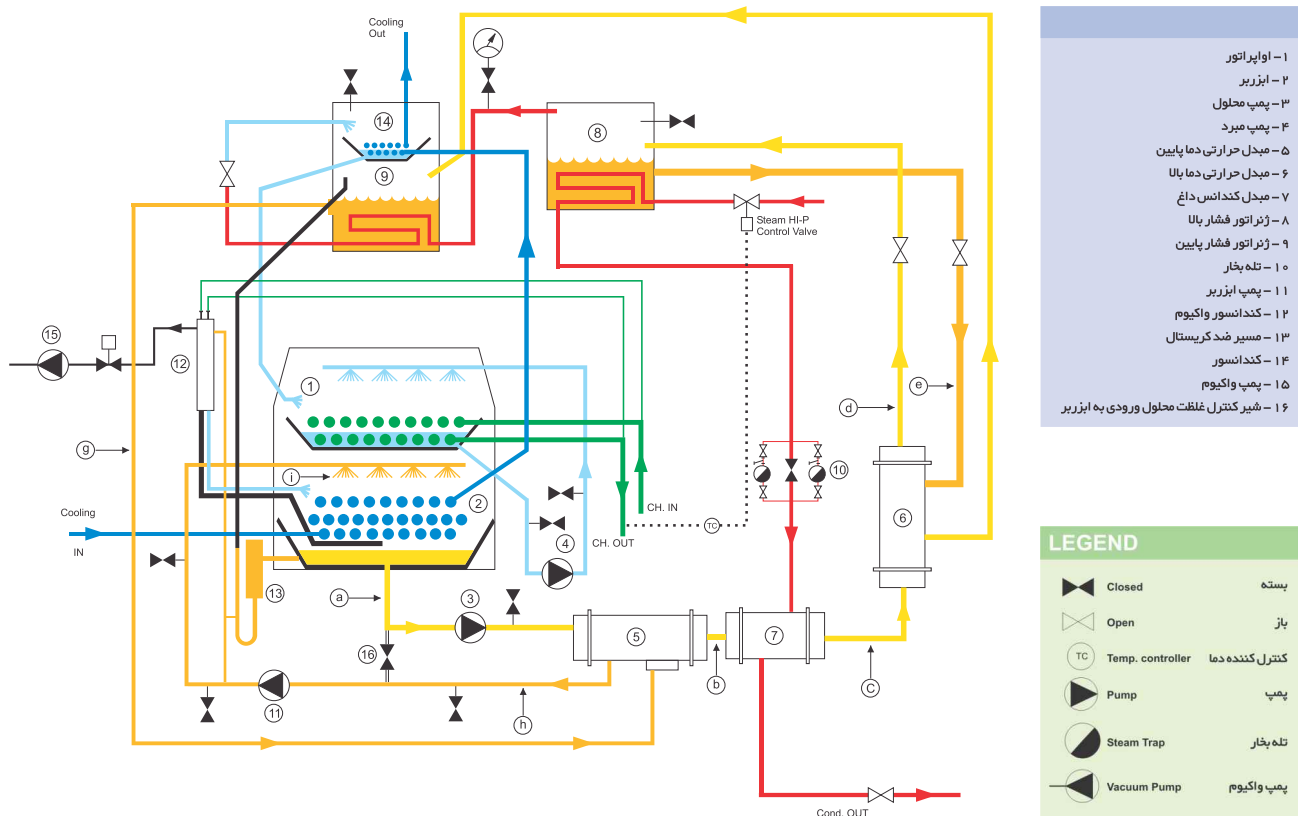 Cooling
Out
14
9
8
Steam HI-P
Control Valve
15
12
1
g
i
2
Cooling
IN
CH. IN
CH. OUT
TC
10
4
d
e
6
13
a
3
5
7
16
b
C
11
h
Cond. OUT
۱- اواپراتور
۲- ابزربر
۳- پمپ محلول
۴- پمپ مبرد
۵- مبدل حرارتی دما پایین
۶- مبدل حرارتی دما بالا
۷- مبدل کندانس داغ
۸- ژنراتور فشار بالا
۹- ژنراتور فشار پایین
۱۰- تله بخار
۱۱- پمپ ابزربر
۱۲- کندانسور واکیوم
۱۳- مسیر ضد کریستال
۱۴- کندانسور
۱۵- پمپ واکیوم
۱۶- شیر کنترل غلظت محلول ورودی به ابزربر
LEGEND
Closed بسته
Open باز
TC Temp. controller کنترل کننده دما
Pump پمپ
Steam Trap تله بخار
Vacuum Pump پمپ واکیوم